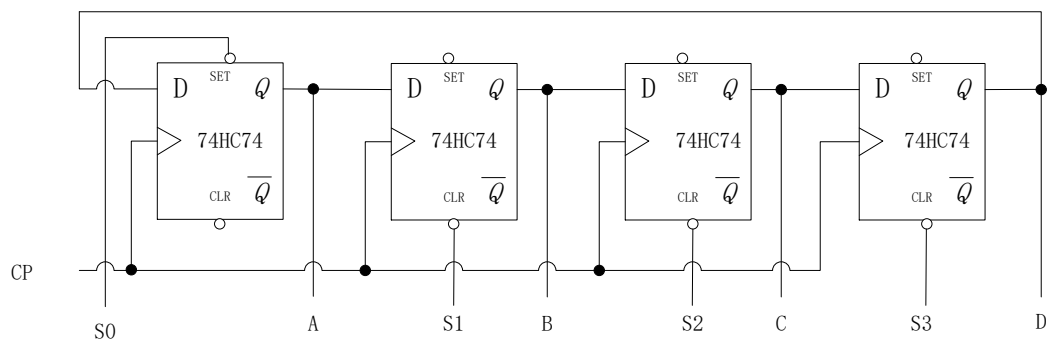 SET SET SET SET
D Q D Q D Q D Q
74HC74 74HC74 74HC74 74HC74
Q Q Q Q
CLR CLR CLR CLR
CP
S0 A S1 B S2 C S3 D